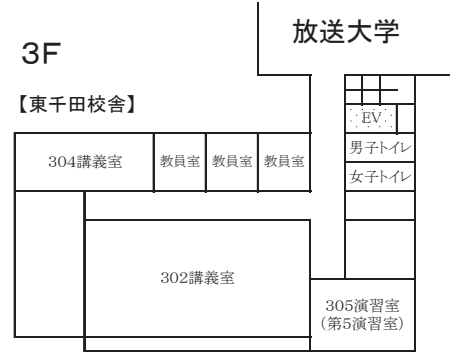 放送大学
3F
【東千田校舎】
EV
304講義室
教員室
教員室
教員室
男子トイレ
女子トイレ
302講義室
305演習室
(第5演習室)